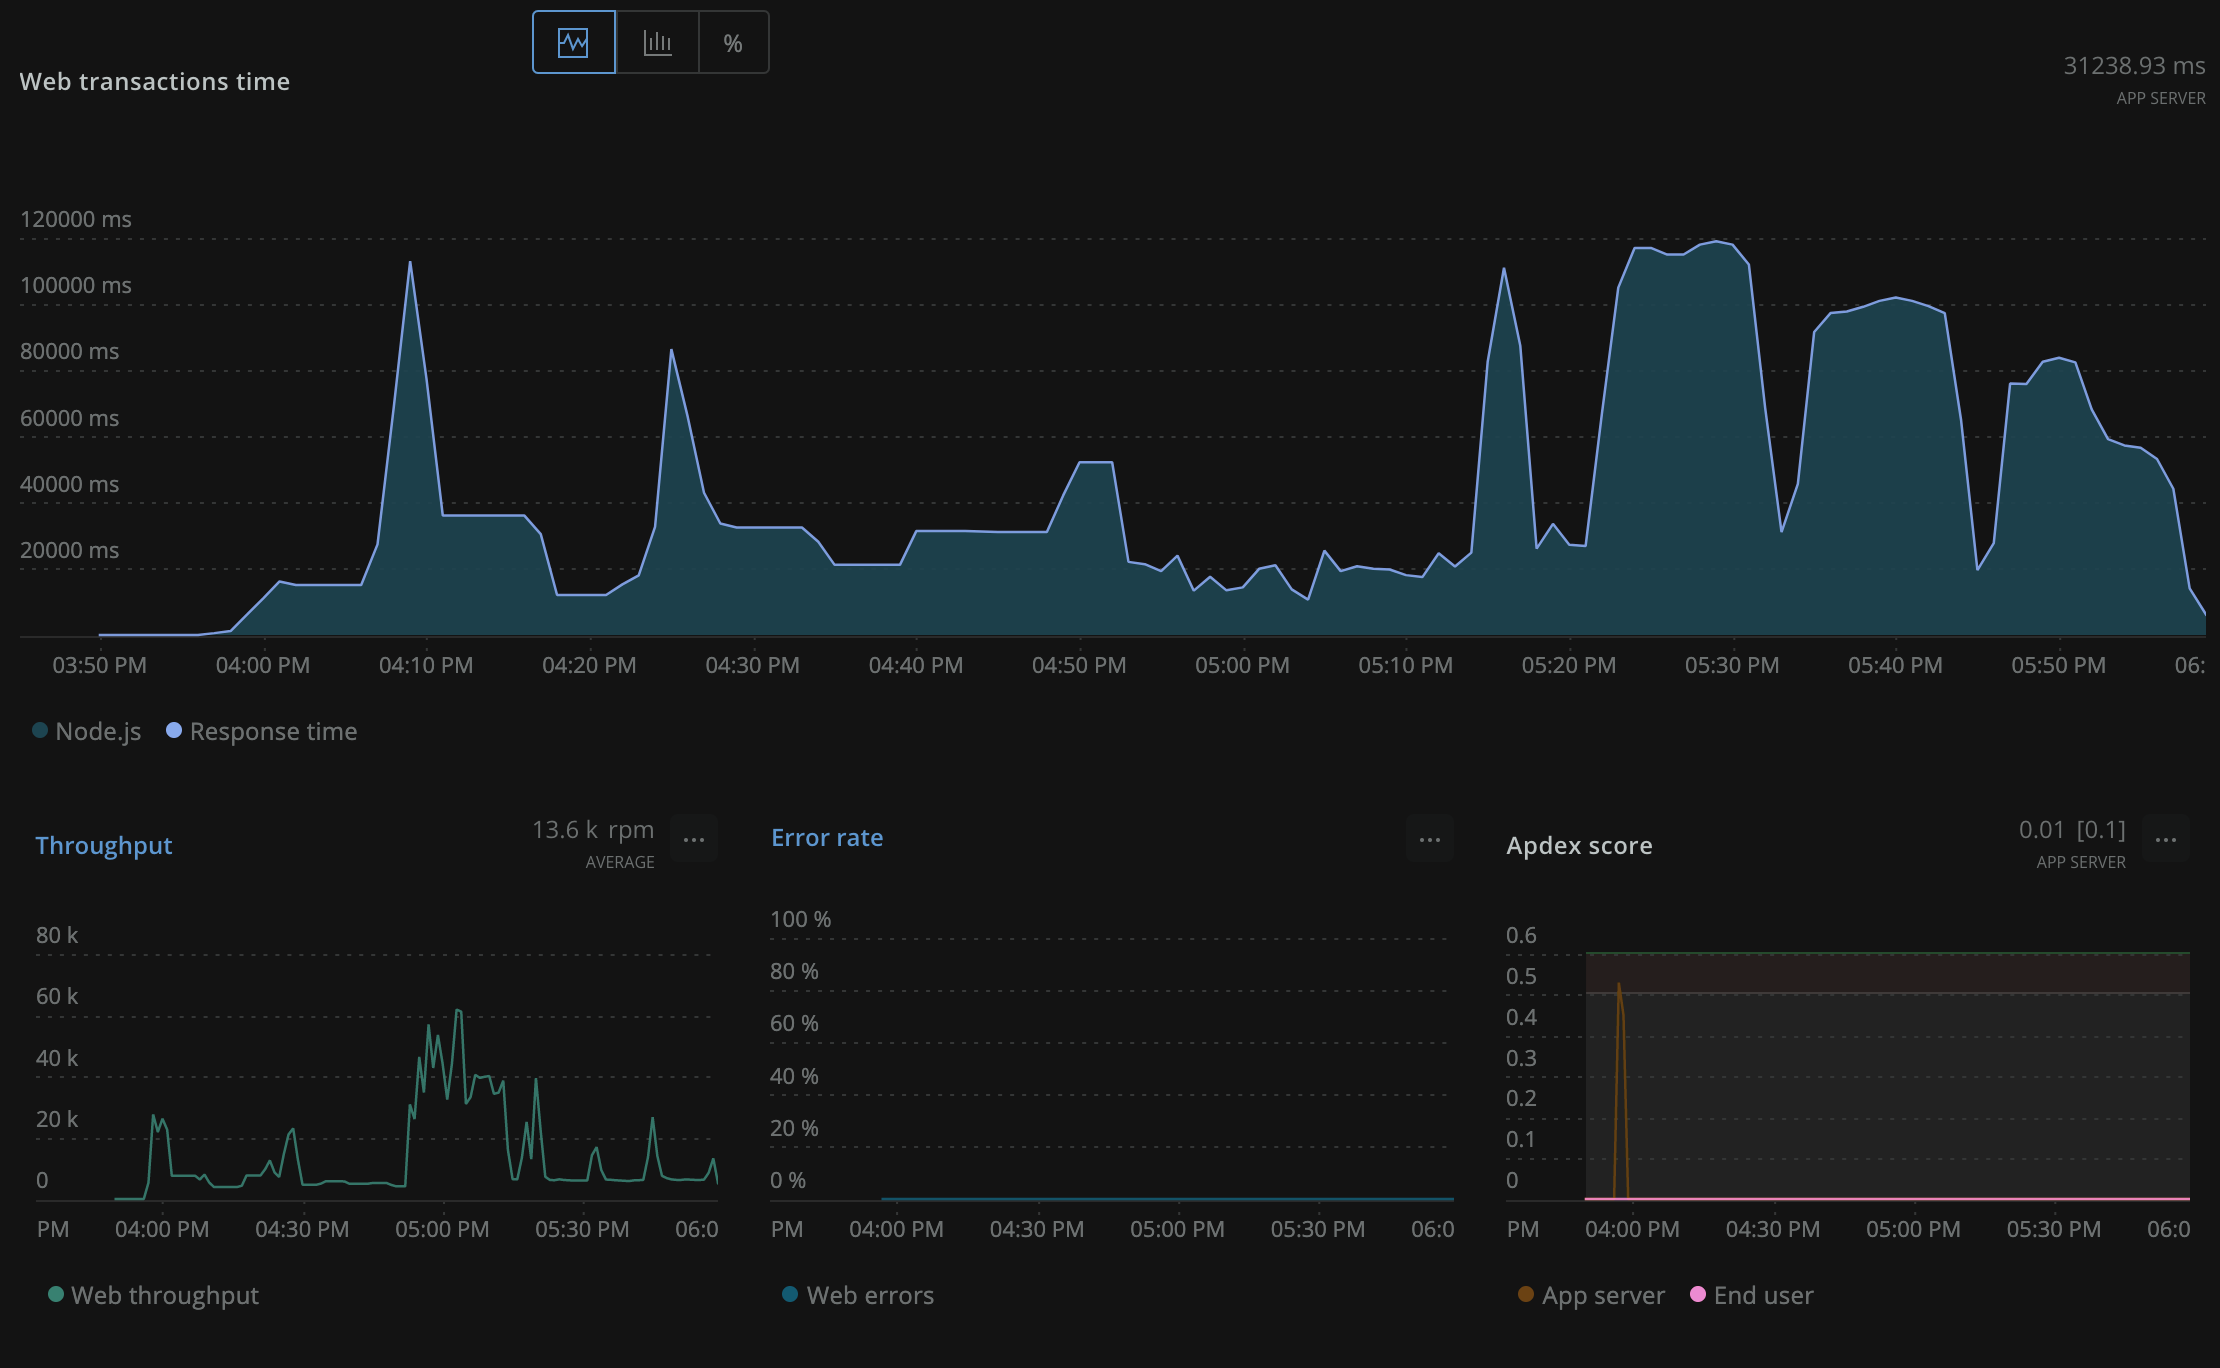 %
Web transactions time
31238.93 ms
APP SERVER
120000 ms
100000 ms
80000 ms
60000 ms
40000 ms
20000 ms
03:50 PM 04:00 PM 04:10 PM 04:20 PM 04:30 PM 04:40 PM 04:50 PM 05:00 PM 05:10 PM 05:20 PM 05:30 PM 05:40 PM 05:50 PM 06:
Node.js Response time
Throughput
13.6 k rpm
AVERAGE
...
80 k
60 k
40 k
20 k
0
PM 04:00 PM 04:30 PM 05:00 PM 05:30 PM 06:0
Web throughput
Error rate
...
100 %
80 %
60 %
40 %
20 %
0 %
PM 04:00 PM 04:30 PM 05:00 PM 05:30 PM 06:0
Web errors
Apdex score
0.01 [0.1]
APP SERVER
...
0.6
0.5
0.4
0.3
0.2
0.1
0
PM 04:00 PM 04:30 PM 05:00 PM 05:30 PM 06:0
App server End user